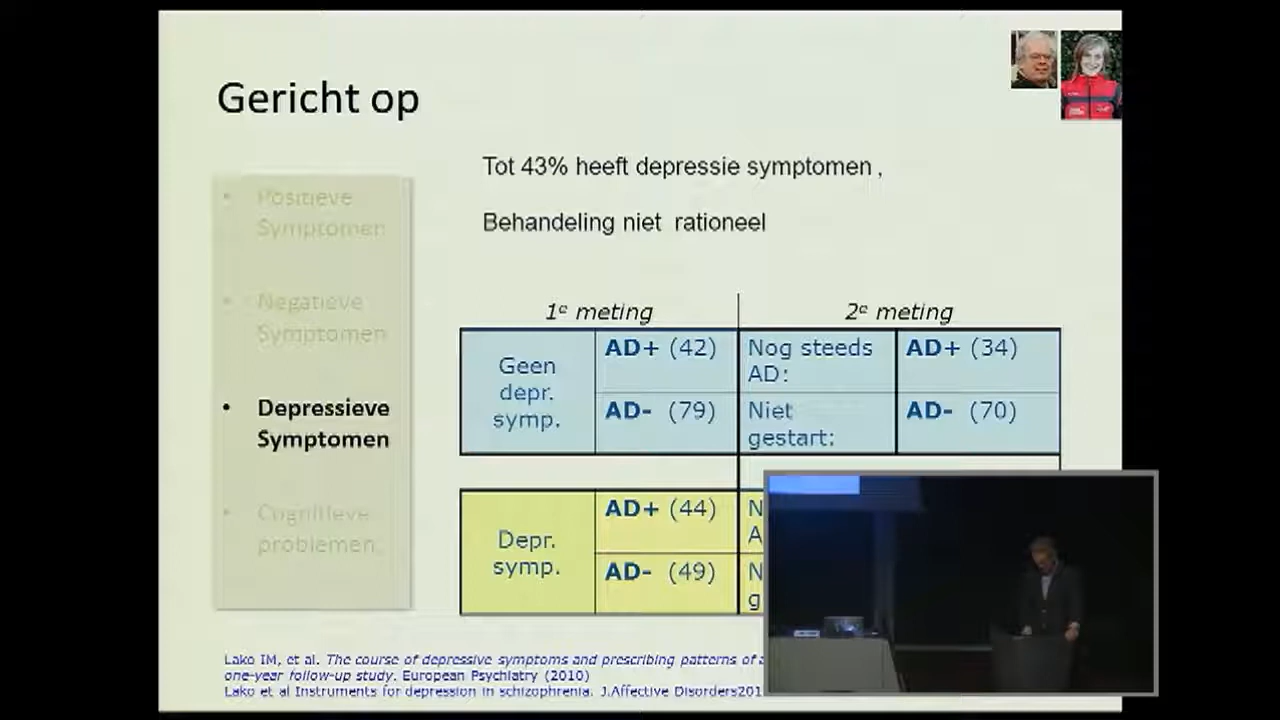 Gericht op
Tot 43% heeft depressie symptomen ,
Behandeling niet rationeel
• Positieve
Symptomen
• Negatieve
Symptomen
• Depressieve
Symptomen
• Cognitieve
problemen
1e meting
2e meting
Geen
depr.
symp.
AD+ (42)
Nog steeds
AD:
AD+ (34)
AD- (79)
Niet
gestart:
AD- (70)
Depr.
symp.
AD+ (44)
N
A
AD- (49)
N
g
Lako IM, et al. The course of depressive symptoms and prescribing patterns of a
one-year follow-up study. European Psychiatry (2010)
Lako et al Instruments for depression in schizophrenia. J.Affective Disorders201